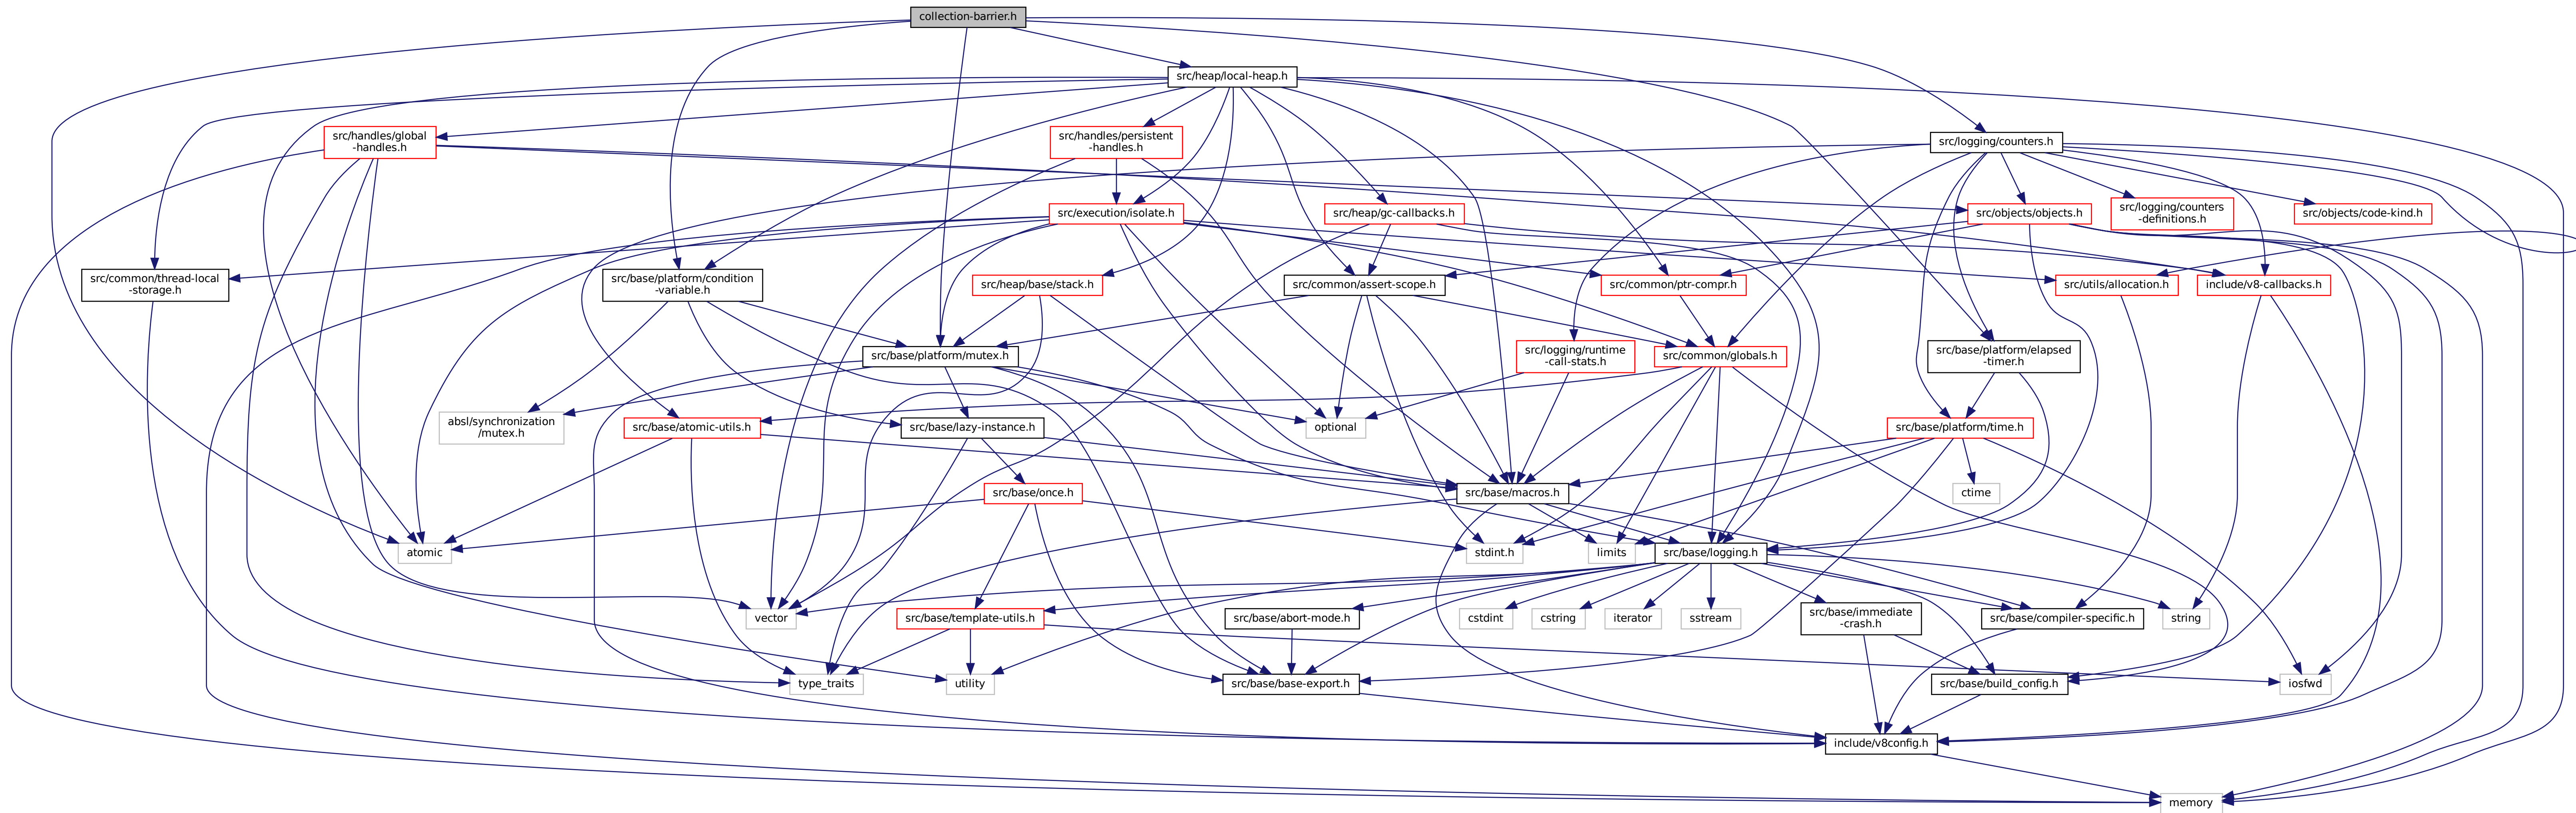 collection-barrier.h
src/heap/local-heap.h
src/handles/global
-handles.h
src/handles/persistent
-handles.h
src/logging/counters.h
src/execution/isolate.h
src/heap/gc-callbacks.h
src/objects/objects.h
src/logging/counters
-definitions.h
src/objects/code-kind.h
src/common/thread-local
-storage.h
src/base/platform/condition
-variable.h
src/heap/base/stack.h
src/common/assert-scope.h
src/common/ptr-compr.h
src/utils/allocation.h
include/v8-callbacks.h
src/base/platform/mutex.h
src/logging/runtime
-call-stats.h
src/common/globals.h
src/base/platform/elapsed
-timer.h
absl/synchronization
/mutex.h
src/base/atomic-utils.h
src/base/lazy-instance.h
optional
src/base/platform/time.h
src/base/once.h
src/base/macros.h
ctime
atomic
stdint.h
limits
src/base/logging.h
vector
src/base/template-utils.h
src/base/abort-mode.h
cstdint
cstring
iterator
sstream
src/base/immediate
-crash.h
src/base/compiler-specific.h
string
type_traits
utility
src/base/base-export.h
src/base/build_config.h
iosfwd
include/v8config.h
memory